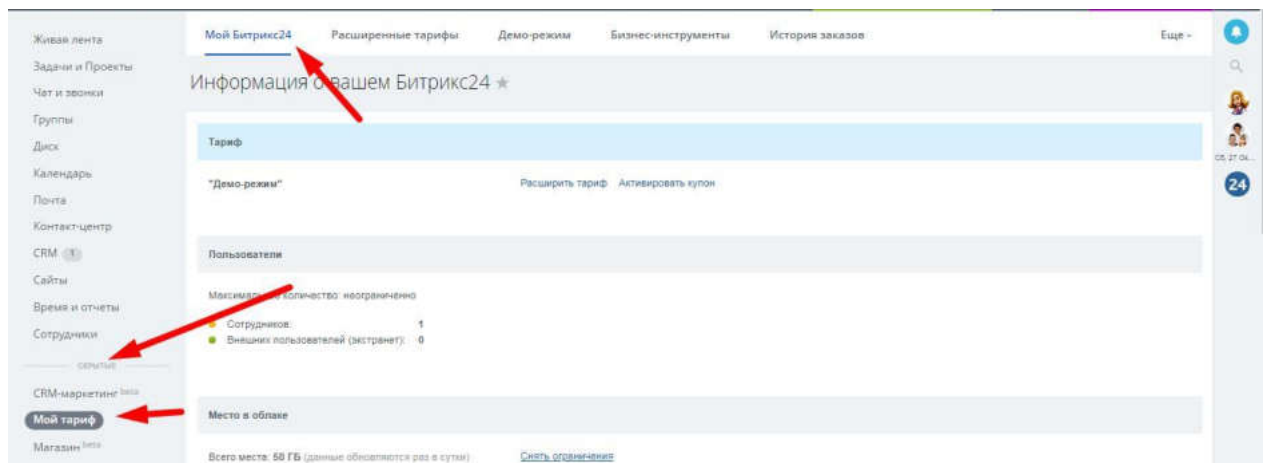 Мой Битрикс24 Расширенные тарифы Демо-режим Бизнес-инструменты История заказов Еще
Живая лента
Задачи и Проекты
Чат и звонки
Группы
Диск
Календарь
Почта
Контакт-центр
CRM 1
Сайты
Время и отчеты
Сотрудники
СКРЫТЫЕ
CRM-маркетинг beta
Мой тариф
Магазин beta
Информация о вашем Битрикс24
Тариф
"Демо-режим" Расширить тариф Активировать купон
Пользователи
количество: неограниченно
Сотрудников: 1
Внешних пользователей (экстранет): 0
Место в облаке
Всего места: 50 ГБ (данные обновляются раз в сутки) Снять ограничения
24